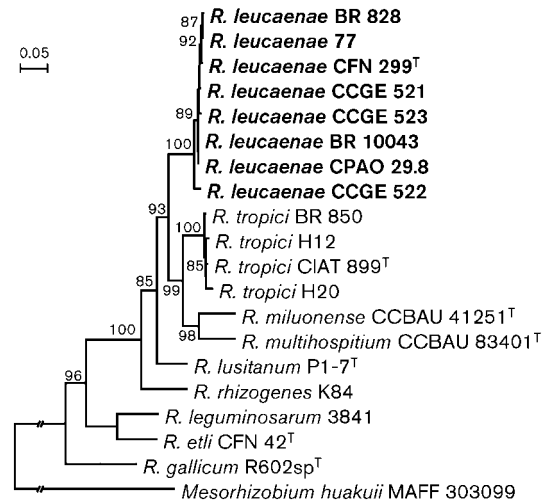 87
R. leucaenae BR 828
92
R. leucaenae 77
0.05
R. leucaenae CFN 299ᵀ
R. leucaenae CCGE 521
89
R. leucaenae CCGE 523
R. leucaenae BR 10043
100
R. leucaenae CPAO 29.8
R. leucaenae CCGE 522
93
R. tropici BR 850
100
R. tropici H12
85
R. tropici CIAT 899ᵀ
85
99
R. tropici H20
R. miluonense CCBAU 41251ᵀ
100
98
R. multihospitium CCBAU 83401ᵀ
R. lusitanum P1-7ᵀ
96
R. rhizogenes K84
R. leguminosarum 3841
R. etli CFN 42ᵀ
R. gallicum R602spᵀ
Mesorhizobium huakuii MAFF 303099